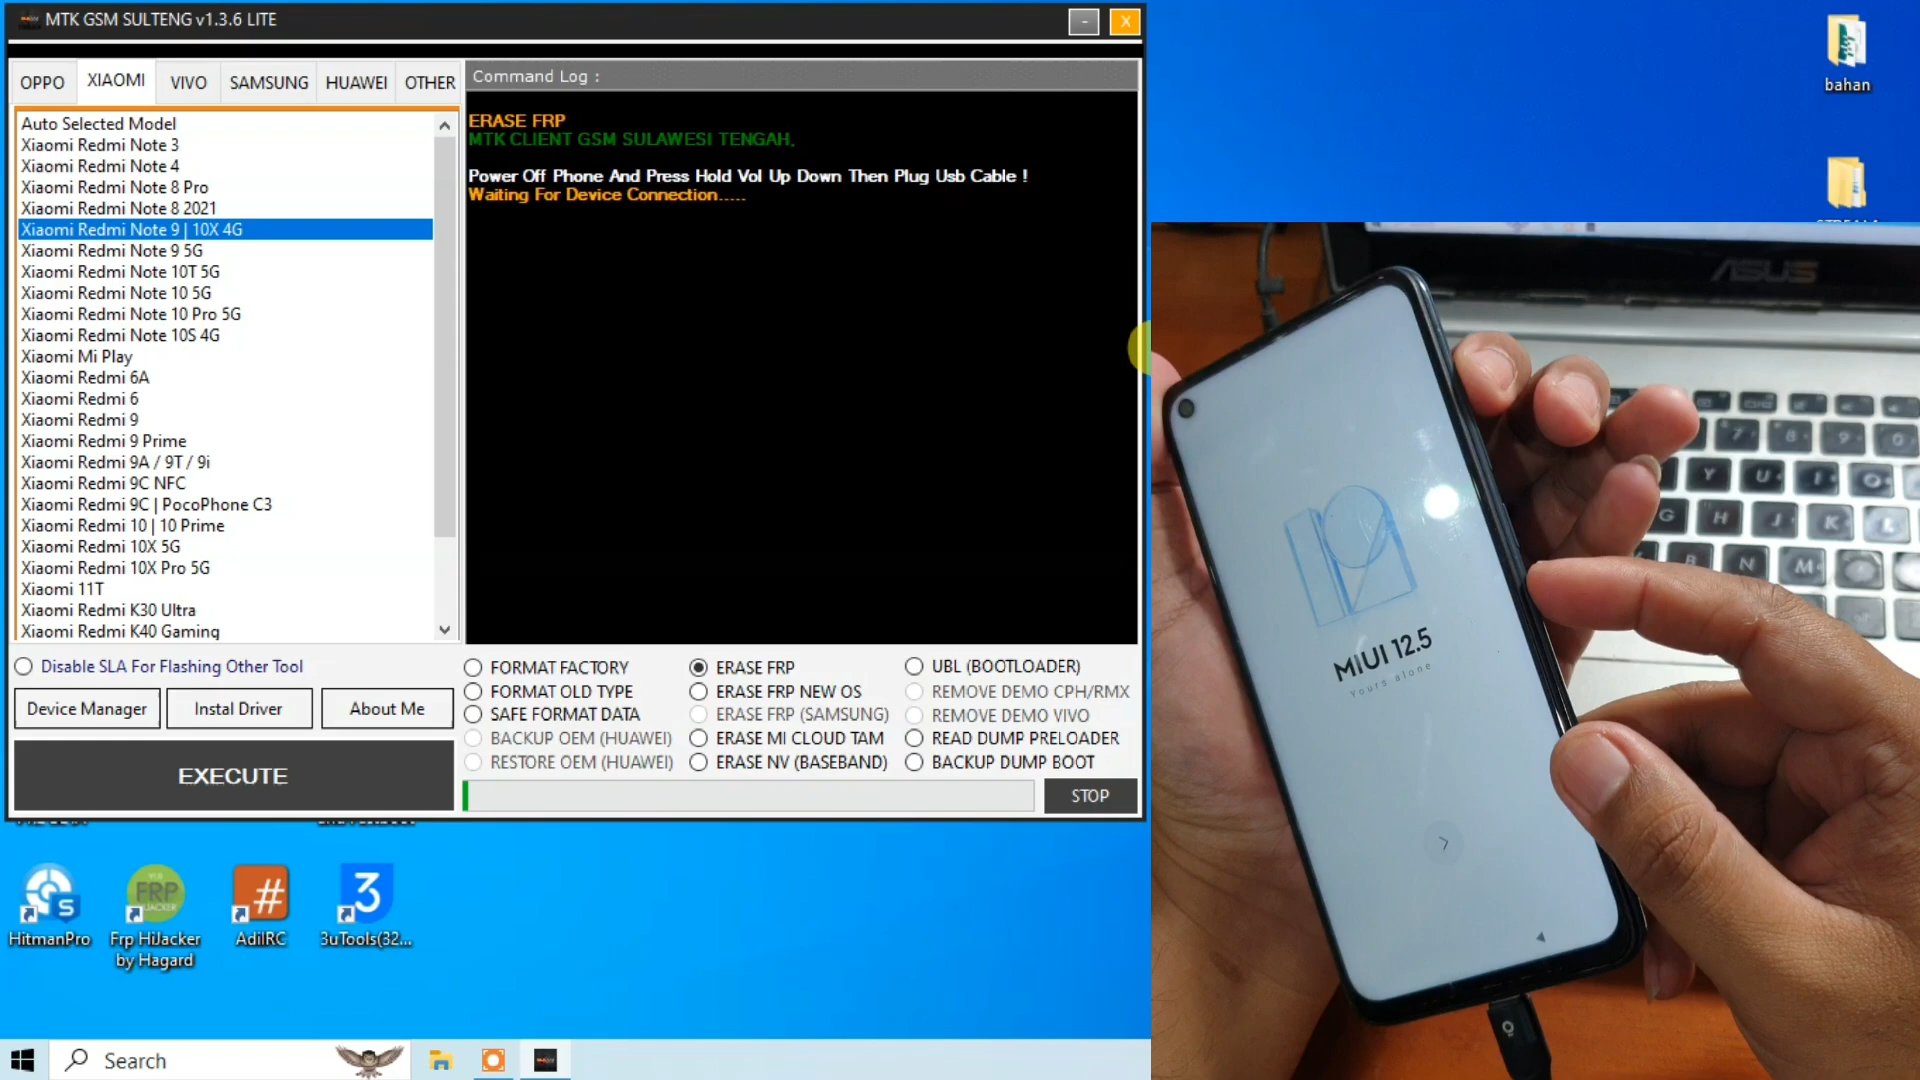 MTK GSM SULTENG v1.3.6 LITE
-
X
OPPO
XIAOMI
VIVO
SAMSUNG
HUAWEI
OTHER
Command Log :
Auto Selected Model
Xiaomi Redmi Note 3
Xiaomi Redmi Note 4
Xiaomi Redmi Note 8 Pro
Xiaomi Redmi Note 8 2021
Xiaomi Redmi Note 9 | 10X 4G
Xiaomi Redmi Note 9 5G
Xiaomi Redmi Note 10T 5G
Xiaomi Redmi Note 10 5G
Xiaomi Redmi Note 10 Pro 5G
Xiaomi Redmi Note 10S 4G
Xiaomi Mi Play
Xiaomi Redmi 6A
Xiaomi Redmi 6
Xiaomi Redmi 9
Xiaomi Redmi 9 Prime
Xiaomi Redmi 9A / 9T / 9i
Xiaomi Redmi 9C NFC
Xiaomi Redmi 9C | PocoPhone C3
Xiaomi Redmi 10 | 10 Prime
Xiaomi Redmi 10X 5G
Xiaomi Redmi 10X Pro 5G
Xiaomi 11T
Xiaomi Redmi K30 Ultra
Xiaomi Redmi K40 Gaming
ERASE FRP
MTK CLIENT GSM SULAWESI TENGAH,
Power Off Phone And Press Hold Vol Up Down Then Plug Usb Cable !
Waiting For Device Connection.....
Disable SLA For Flashing Other Tool
Device Manager
Instal Driver
About Me
EXECUTE
FORMAT FACTORY
FORMAT OLD TYPE
SAFE FORMAT DATA
BACKUP OEM (HUAWEI)
RESTORE OEM (HUAWEI)
ERASE FRP
ERASE FRP NEW OS
ERASE FRP (SAMSUNG)
ERASE MI CLOUD TAM
ERASE NV (BASEBAND)
UBL (BOOTLOADER)
REMOVE DEMO CPH/RMX
REMOVE DEMO VIVO
READ DUMP PRELOADER
BACKUP DUMP BOOT
STOP
HitmanPro
FRP
Frp HiJacker
by Hagard
#
AdiIRC
3
3uTools(32...
Search
bahan
ASUS
MIUI 12.5
Yours alone
7
8
9
0
Y
U
I
O
G
H
J
K
L
B
N
M